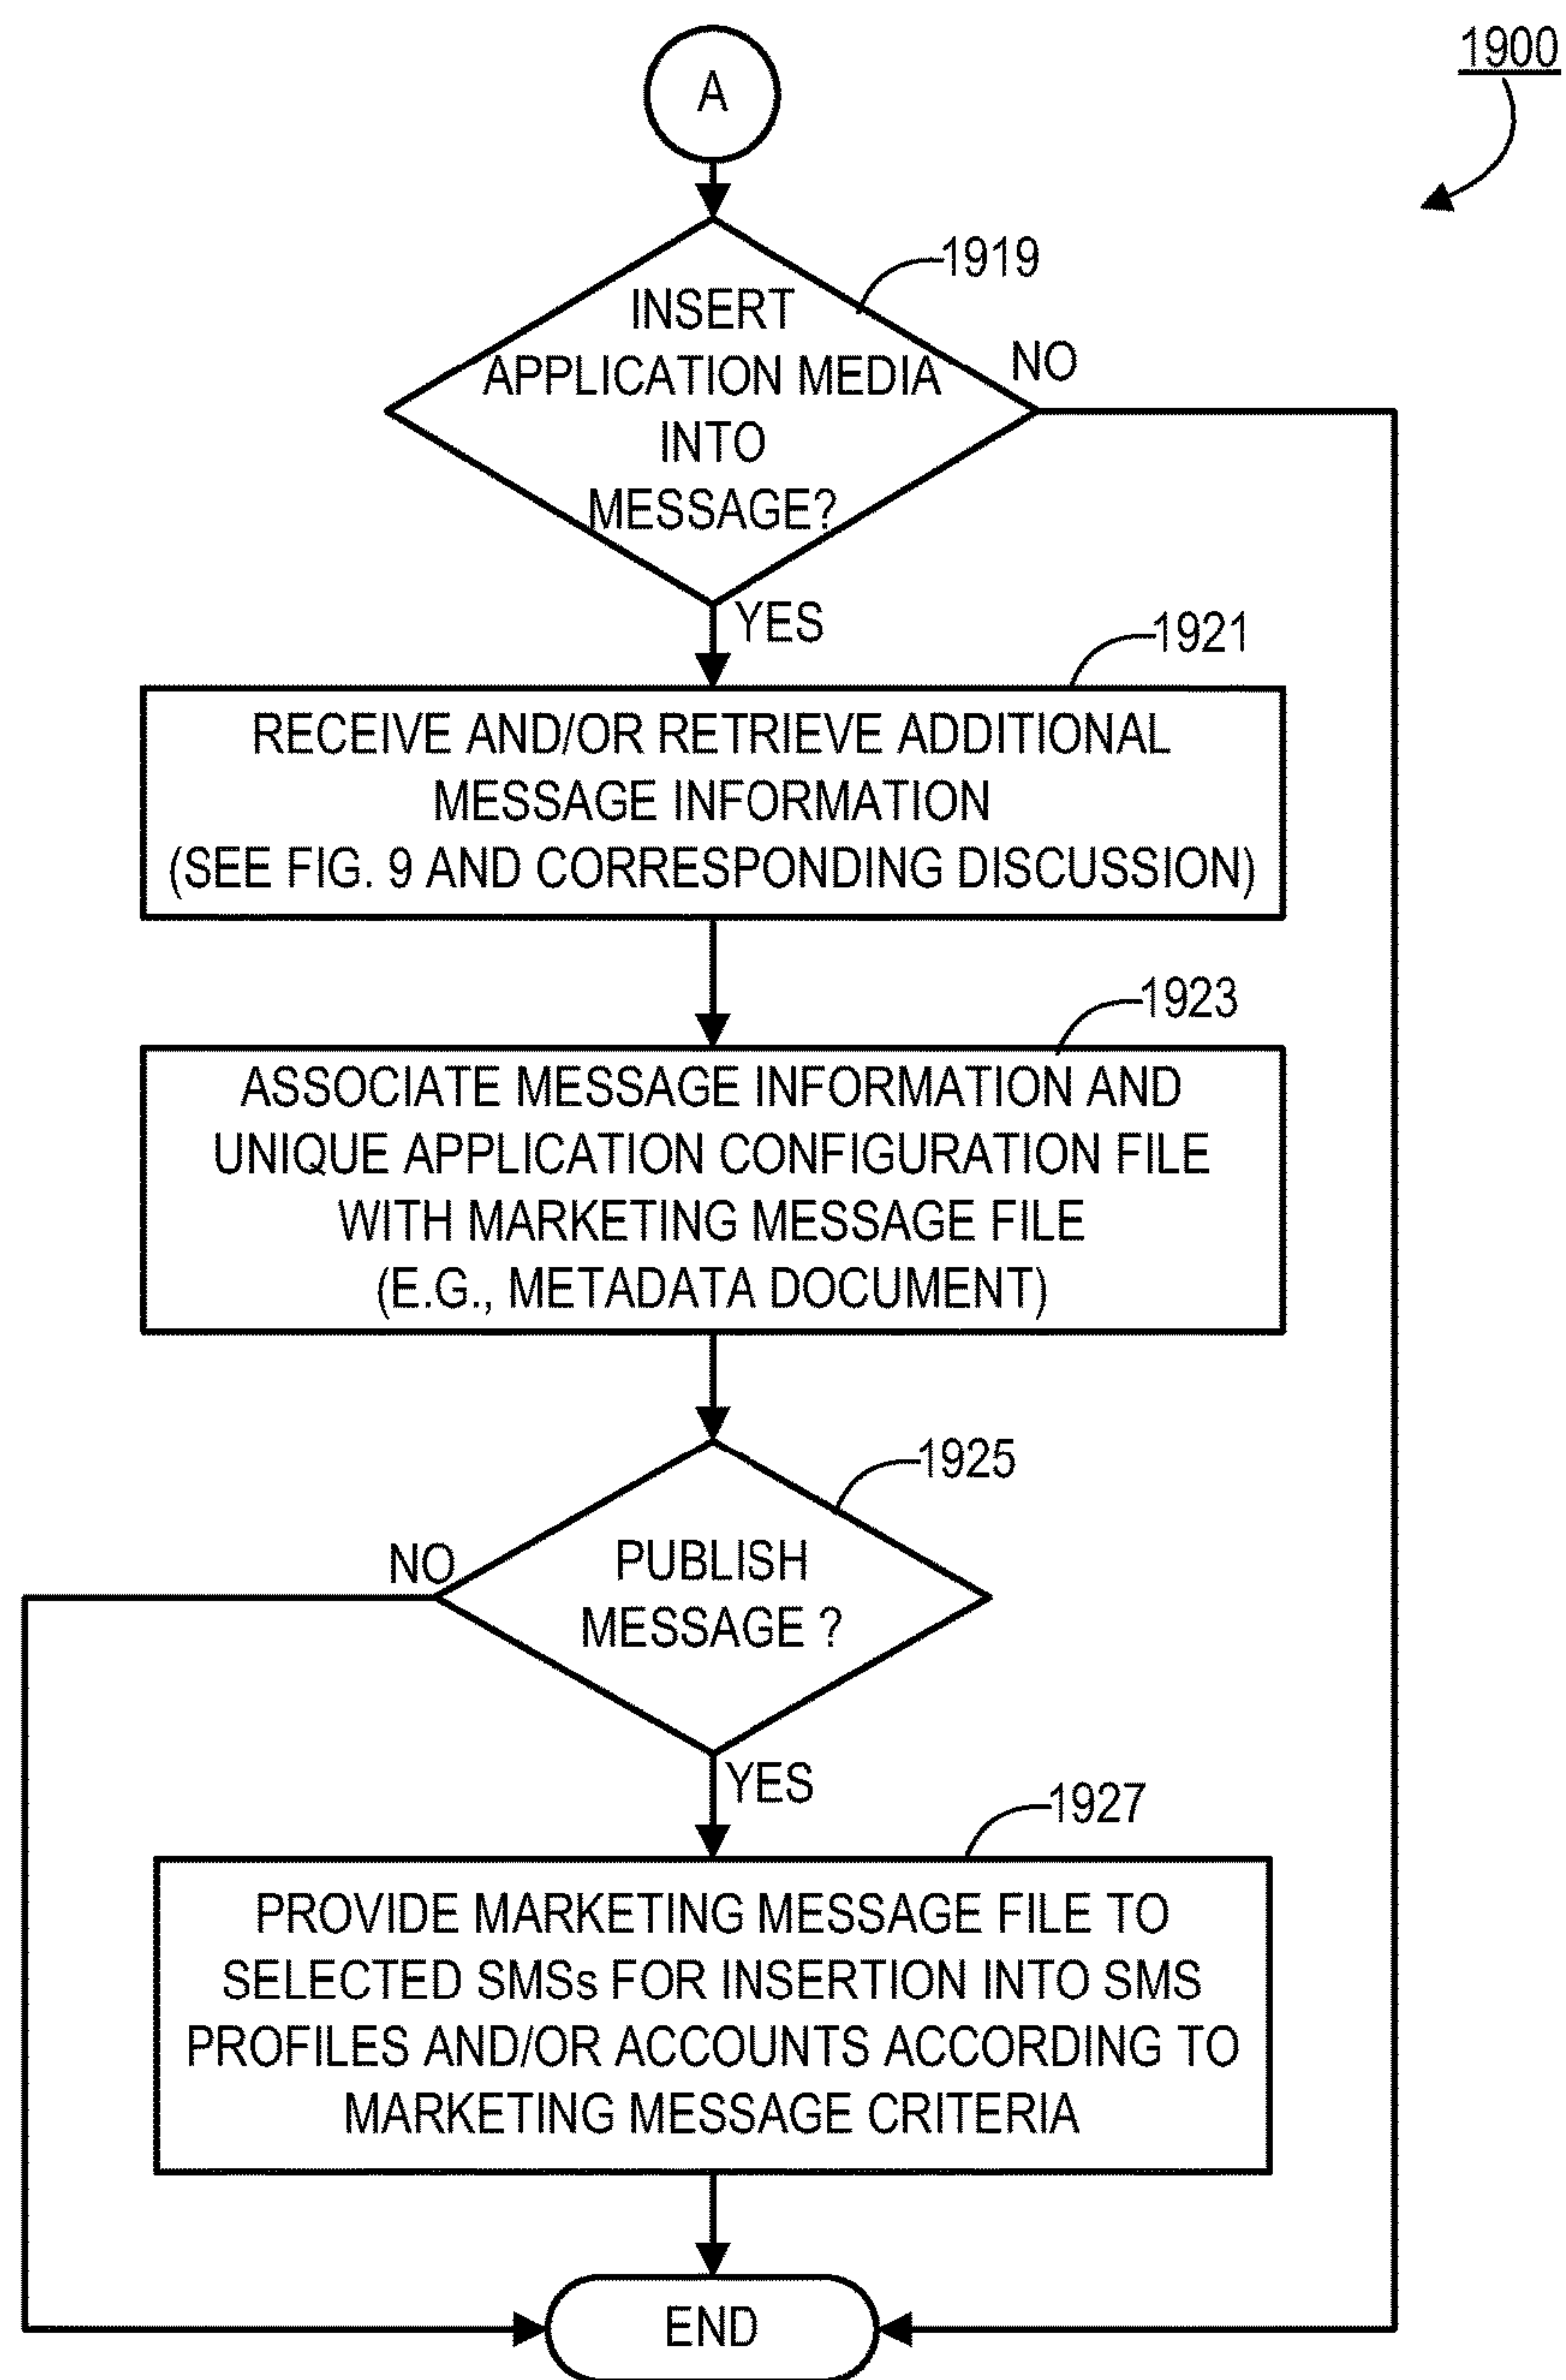 1900
A
1919
INSERT
APPLICATION MEDIA
INTO
MESSAGE?
NO
YES
1921
RECEIVE AND/OR RETRIEVE ADDITIONAL
MESSAGE INFORMATION
(SEE FIG. 9 AND CORRESPONDING DISCUSSION)
1923
ASSOCIATE MESSAGE INFORMATION AND
UNIQUE APPLICATION CONFIGURATION FILE
WITH MARKETING MESSAGE FILE
(E.G., METADATA DOCUMENT)
1925
NO
PUBLISH
MESSAGE ?
YES
1927
PROVIDE MARKETING MESSAGE FILE TO
SELECTED SMSs FOR INSERTION INTO SMS
PROFILES AND/OR ACCOUNTS ACCORDING TO
MARKETING MESSAGE CRITERIA
END